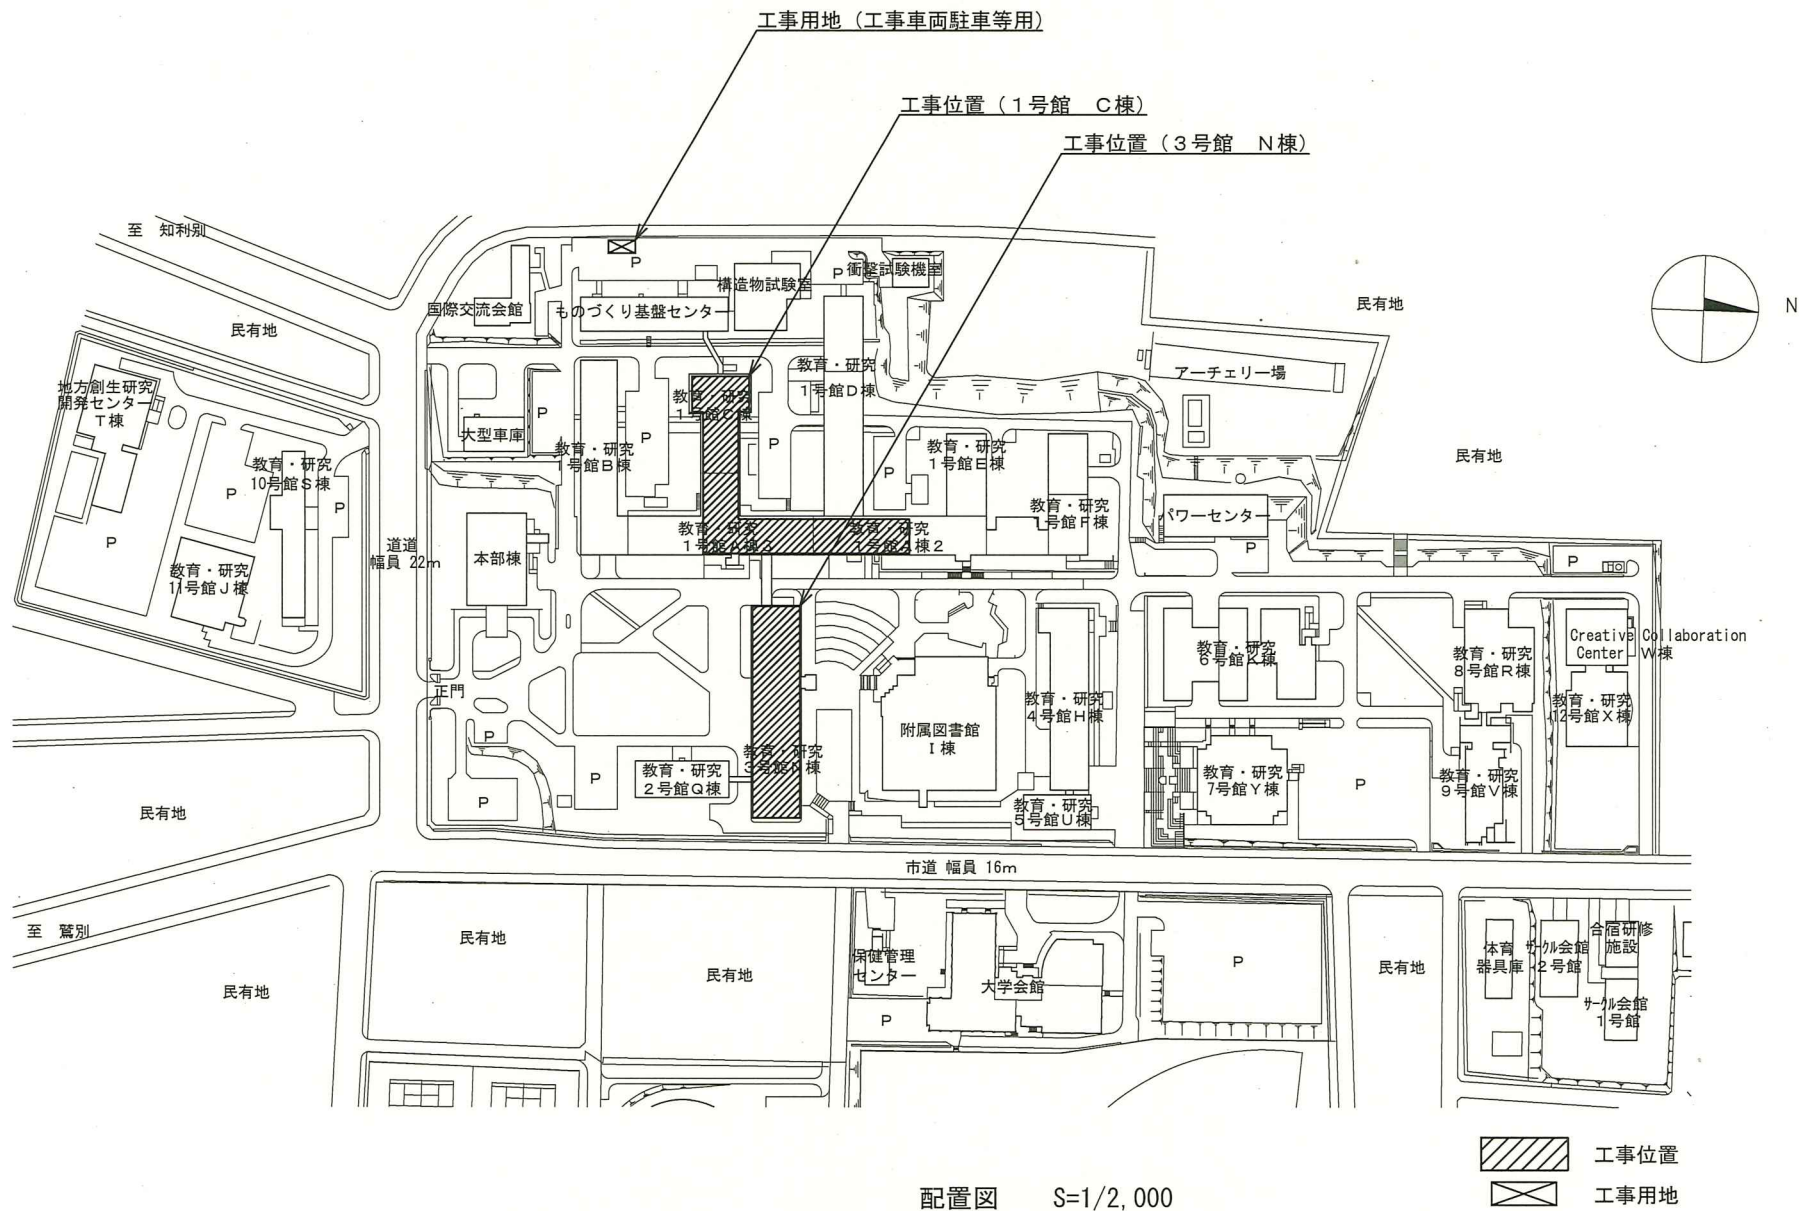 工事用地（工事車両駐車等用）
工事位置（１号館　Ｃ棟）
工事位置（３号館　Ｎ棟）
至　知利別
民有地
国際交流会館
P
構造物試験室
P
衝撃試験機室
ものづくり基盤センター
民有地
N
地方創生研究
開発センター
Ｔ棟
大型車庫
P
教育・研究
１号館Ｃ棟
教育・研究
１号館Ｄ棟
アーチェリー場
教育・研究
１号館Ｂ棟
P
P
教育・研究
１号館Ｅ棟
P
民有地
教育・研究
10号館Ｓ棟
P
P
P
道道
幅員 22m
教育・研究
11号館Ｊ棟
本部棟
教育・研究
１号館Ａ棟３
教育・研究
１号館Ａ棟２
教育・研究
１号館Ｆ棟
パワーセンター
P
P
正門
P
P
P
教育・研究
２号館Ｑ棟
教育・研究
３号館Ｎ棟
附属図書館
Ｉ棟
教育・研究
４号館Ｈ棟
教育・研究
５号館Ｕ棟
教育・研究
６号館Ｋ棟
教育・研究
7号館Ｙ棟
P
教育・研究
８号館Ｒ棟
教育・研究
９号館Ｖ棟
Creative Collaboration
Center　Ｗ棟
教育・研究
12号館Ｘ棟
民有地
市道 幅員 16m
至　鷲別
民有地
民有地
民有地
保健管理
センター
大学会館
P
P
民有地
体育
器具庫
ｻｰｸﾙ会館
２号館
合宿研修
施設
ｻｰｸﾙ会館
１号館
工事位置
工事用地
配置図　　S=1/2,000